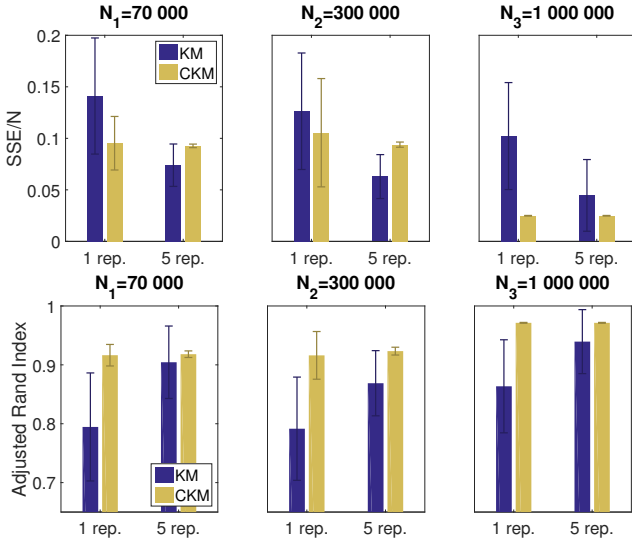 N1=70 000
N2=300 000
N3=1 000 000
SSE/N
0.2
0.15
0.1
0.05
0
KM
CKM
1 rep.
5 rep.
1 rep.
5 rep.
1 rep.
5 rep.
N1=70 000
N2=300 000
N3=1 000 000
Adjusted Rand Index
1
0.9
0.8
0.7
KM
CKM
1 rep.
5 rep.
1 rep.
5 rep.
1 rep.
5 rep.